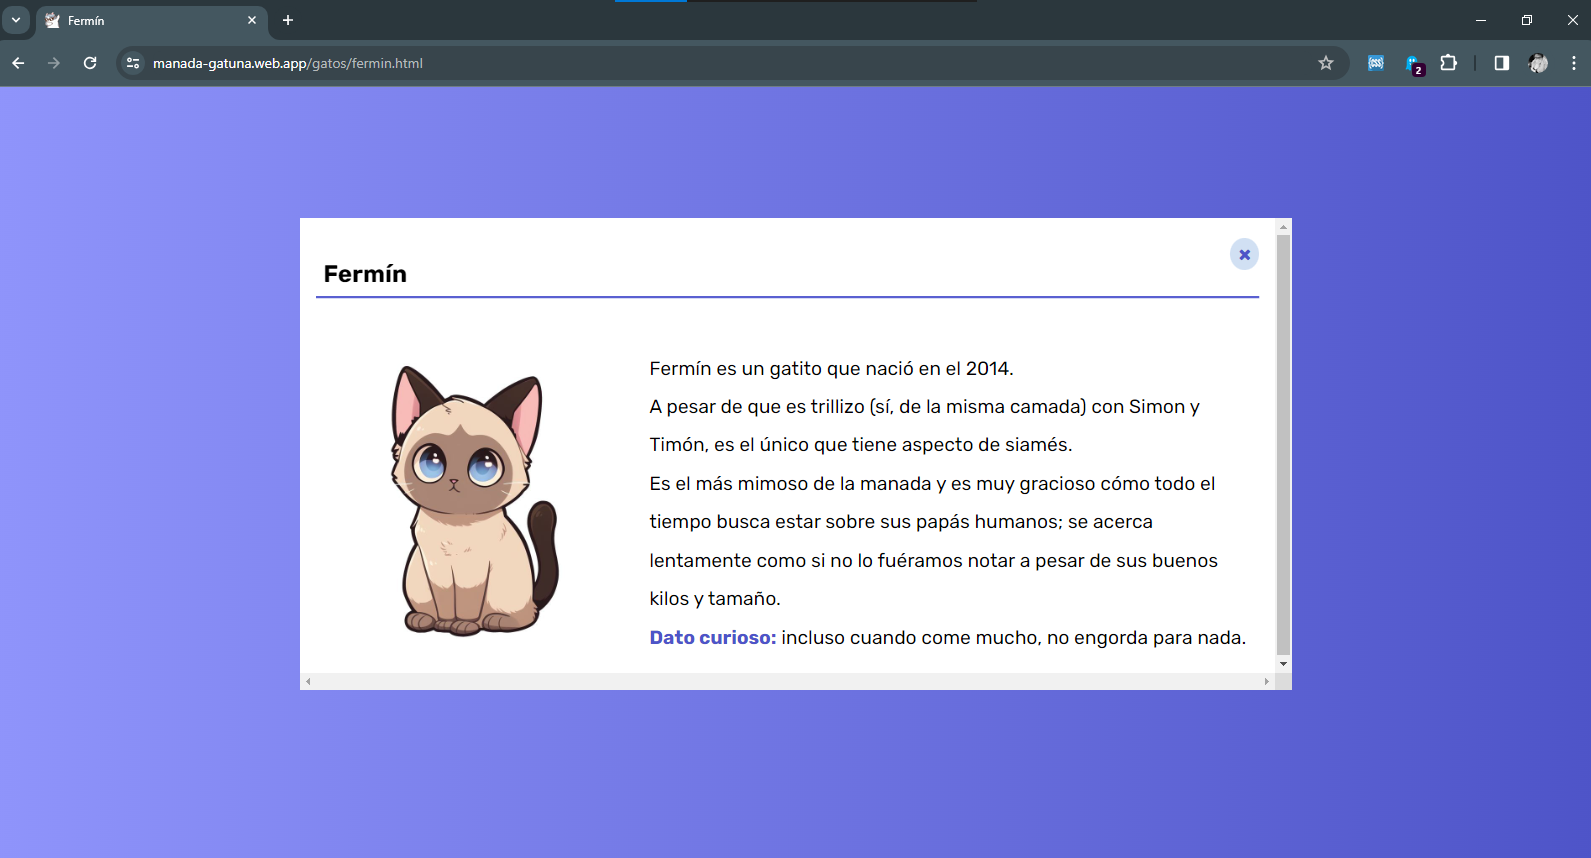 Fermín
manada-gatuna.web.app/gatos/fermin.html
2
Fermín
Fermín es un gatito que nació en el 2014.
A pesar de que es trillizo (sí, de la misma camada) con Simon y
Timón, es el único que tiene aspecto de siamés.
Es el más mimoso de la manada y es muy gracioso cómo todo el
tiempo busca estar sobre sus papás humanos; se acerca
lentamente como si no lo fuéramos notar a pesar de sus buenos
kilos y tamaño.
Dato curioso: incluso cuando come mucho, no engorda para nada.